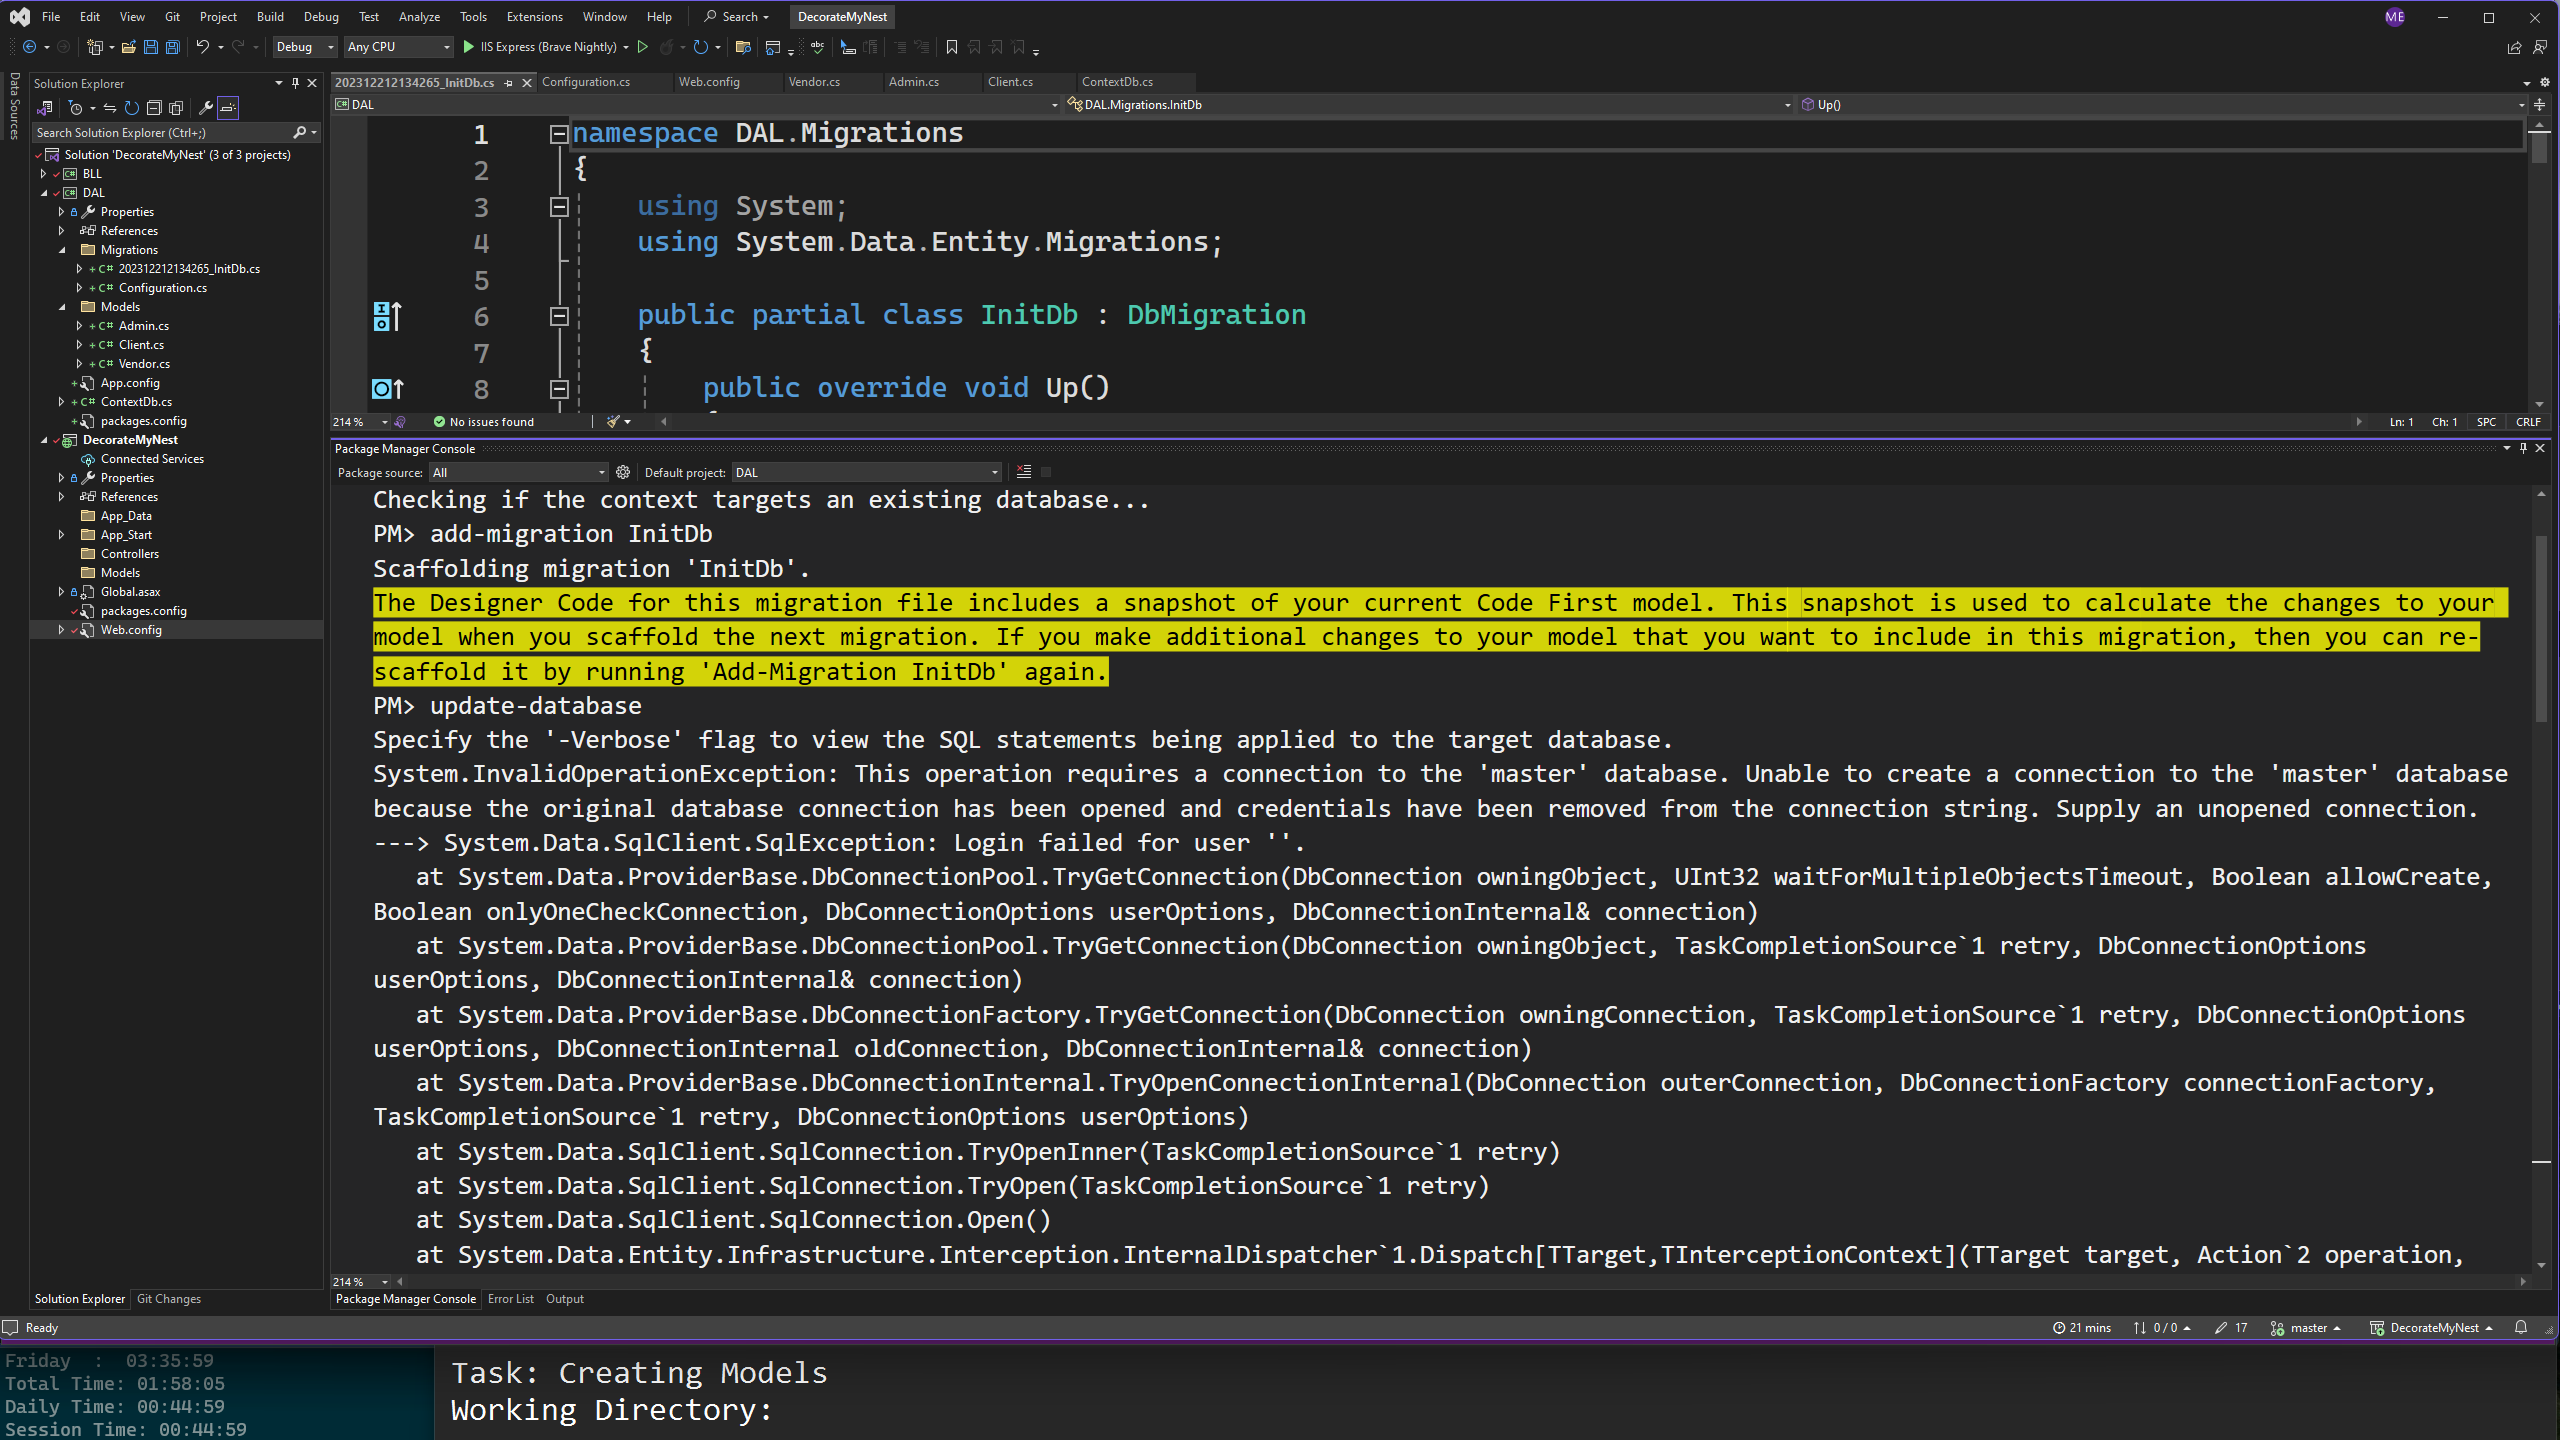 File Edit View Git Project Build Debug Test Analyze Tools Extensions Window Help Search DecorateMyNest ME
Debug Any CPU IIS Express (Brave Nightly)
Data Sources
Solution Explorer
Search Solution Explorer (Ctrl+;)
Solution 'DecorateMyNest' (3 of 3 projects)
BLL
DAL
Properties
References
Migrations
202312212134265_InitDb.cs
Configuration.cs
Models
Admin.cs
Client.cs
Vendor.cs
App.config
ContextDb.cs
packages.config
DecorateMyNest
Connected Services
Properties
References
App_Data
App_Start
Controllers
Models
Global.asax
packages.config
Web.config
Solution Explorer Git Changes
202312212134265_InitDb.cs Configuration.cs Web.config Vendor.cs Admin.cs Client.cs ContextDb.cs
DAL DAL.Migrations.InitDb Up()
1 namespace DAL.Migrations
2 {
3 using System;
4 using System.Data.Entity.Migrations;
5
6 public partial class InitDb : DbMigration
7 {
8 public override void Up()
214 % No issues found Ln: 1 Ch: 1 SPC CRLF
Package Manager Console
Package source: All Default project: DAL
Checking if the context targets an existing database...
PM> add-migration InitDb
Scaffolding migration 'InitDb'.
The Designer Code for this migration file includes a snapshot of your current Code First model. This snapshot is used to calculate the changes to your
model when you scaffold the next migration. If you make additional changes to your model that you want to include in this migration, then you can re-
scaffold it by running 'Add-Migration InitDb' again.
PM> update-database
Specify the '-Verbose' flag to view the SQL statements being applied to the target database.
System.InvalidOperationException: This operation requires a connection to the 'master' database. Unable to create a connection to the 'master' database
because the original database connection has been opened and credentials have been removed from the connection string. Supply an unopened connection.
---> System.Data.SqlClient.SqlException: Login failed for user ''.
at System.Data.ProviderBase.DbConnectionPool.TryGetConnection(DbConnection owningObject, UInt32 waitForMultipleObjectsTimeout, Boolean allowCreate,
Boolean onlyOneCheckConnection, DbConnectionOptions userOptions, DbConnectionInternal& connection)
at System.Data.ProviderBase.DbConnectionPool.TryGetConnection(DbConnection owningObject, TaskCompletionSource`1 retry, DbConnectionOptions
userOptions, DbConnectionInternal& connection)
at System.Data.ProviderBase.DbConnectionFactory.TryGetConnection(DbConnection owningConnection, TaskCompletionSource`1 retry, DbConnectionOptions
userOptions, DbConnectionInternal oldConnection, DbConnectionInternal& connection)
at System.Data.ProviderBase.DbConnectionInternal.TryOpenConnectionInternal(DbConnection outerConnection, DbConnectionFactory connectionFactory,
TaskCompletionSource`1 retry, DbConnectionOptions userOptions)
at System.Data.SqlClient.SqlConnection.TryOpenInner(TaskCompletionSource`1 retry)
at System.Data.SqlClient.SqlConnection.TryOpen(TaskCompletionSource`1 retry)
at System.Data.SqlClient.SqlConnection.Open()
at System.Data.Entity.Infrastructure.Interception.InternalDispatcher`1.Dispatch[TTarget,TInterceptionContext](TTarget target, Action`2 operation,
214 %
Package Manager Console Error List Output
Ready 21 mins 0 / 0 17 master DecorateMyNest
Friday : 03:35:59
Total Time: 01:58:05
Daily Time: 00:44:59
Session Time: 00:44:59
Task: Creating Models
Working Directory: